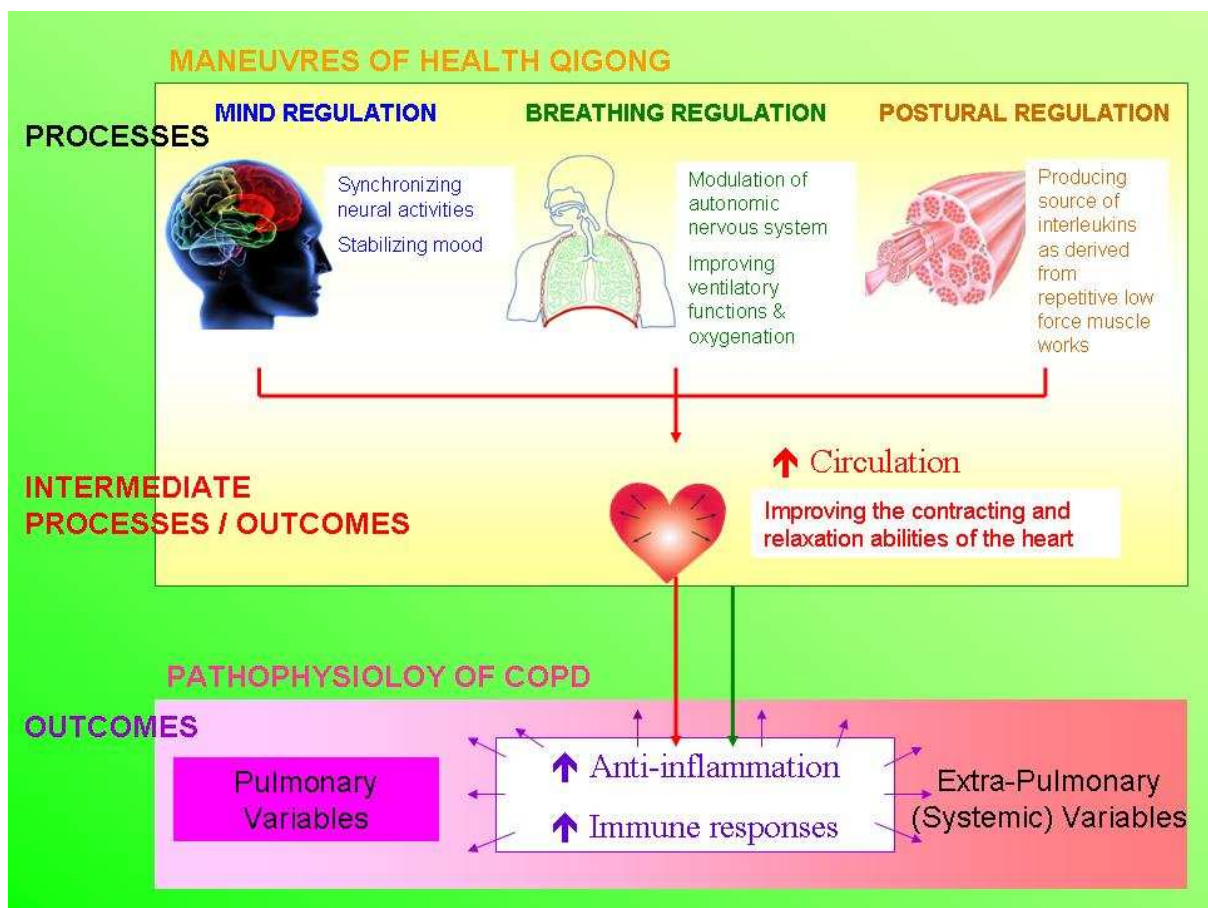 MANEUVRES OF HEALTH QIGONG
PROCESSES
MIND REGULATION
Synchronizing
neural activities
Stabilizing mood
BREATHING REGULATION
Modulation of
autonomic
nervous system
Improving
ventilatory
functions &
oxygenation
POSTURAL REGULATION
Producing
source of
interleukins
as derived
from
repetitive low
force muscle
works
INTERMEDIATE
PROCESSES / OUTCOMES
↑ Circulation
Improving the contracting and
relaxation abilities of the heart
PATHOPHYSIOLOY OF COPD
OUTCOMES
Pulmonary
Variables
↑ Anti-inflammation
↑ Immune responses
Extra-Pulmonary
(Systemic) Variables